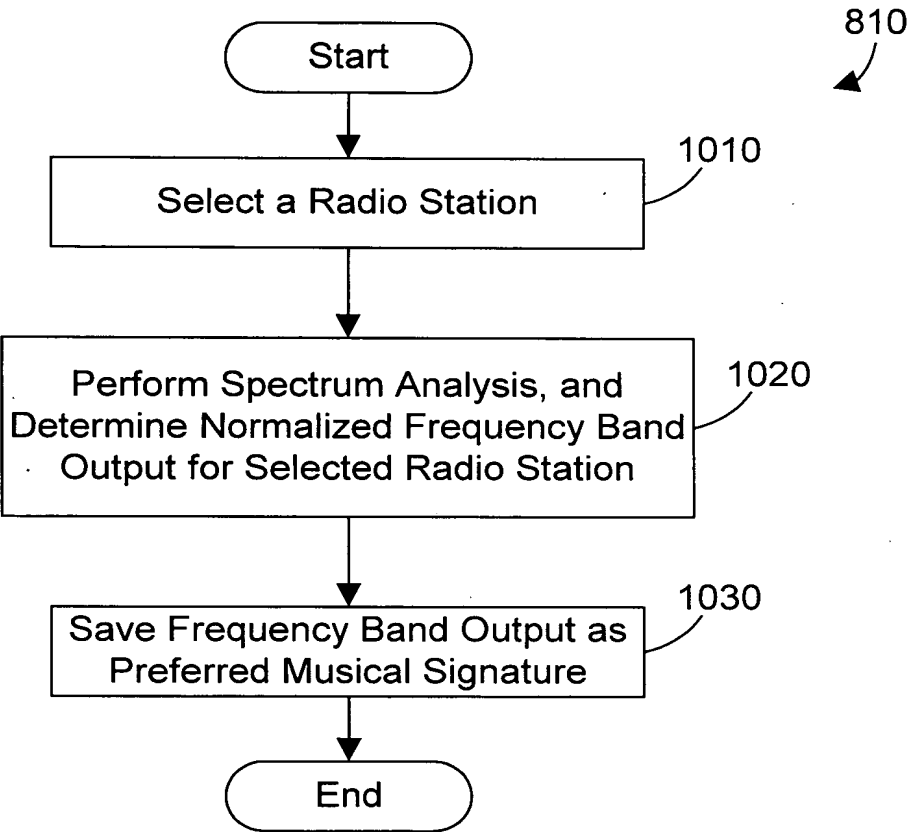 810
Start
1010
Select a Radio Station
1020
Perform Spectrum Analysis, and
Determine Normalized Frequency Band
Output for Selected Radio Station
1030
Save Frequency Band Output as
Preferred Musical Signature
End